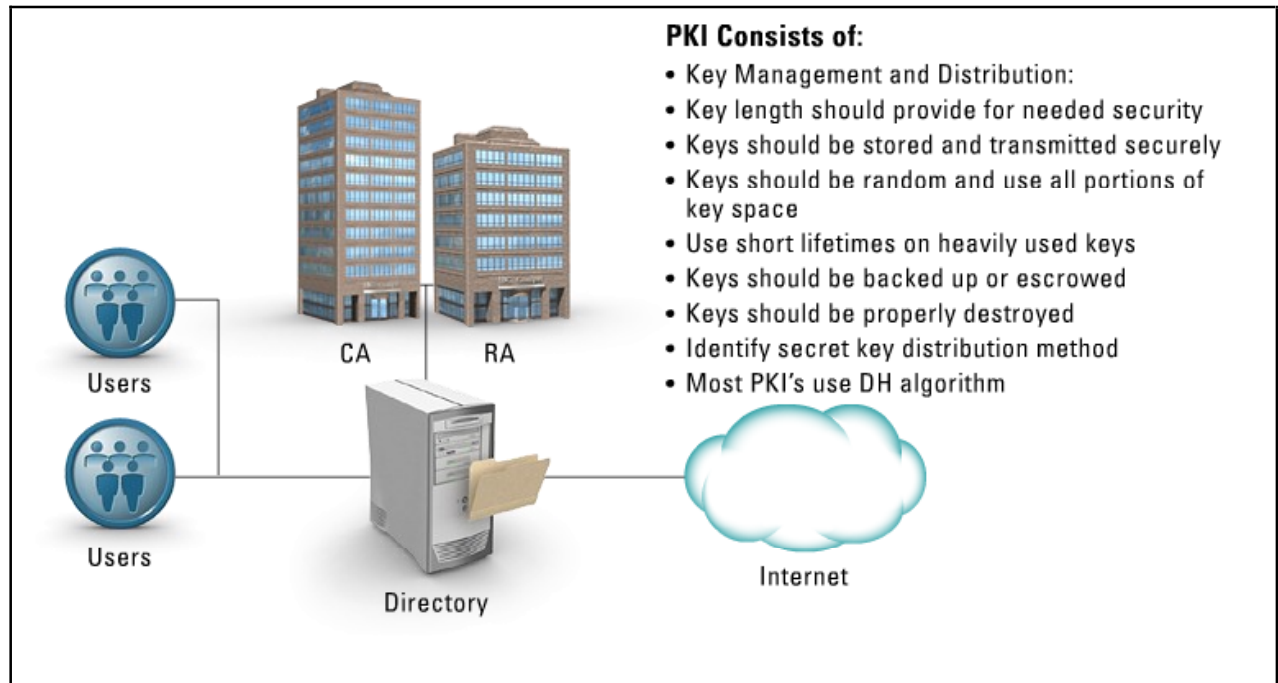 PKI Consists of:
• Key Management and Distribution:
• Key length should provide for needed security
• Keys should be stored and transmitted securely
• Keys should be random and use all portions of
key space
• Use short lifetimes on heavily used keys
• Keys should be backed up or escrowed
• Keys should be properly destroyed
• Identify secret key distribution method
• Most PKI's use DH algorithm
CA
RA
Users
Users
Directory
Internet